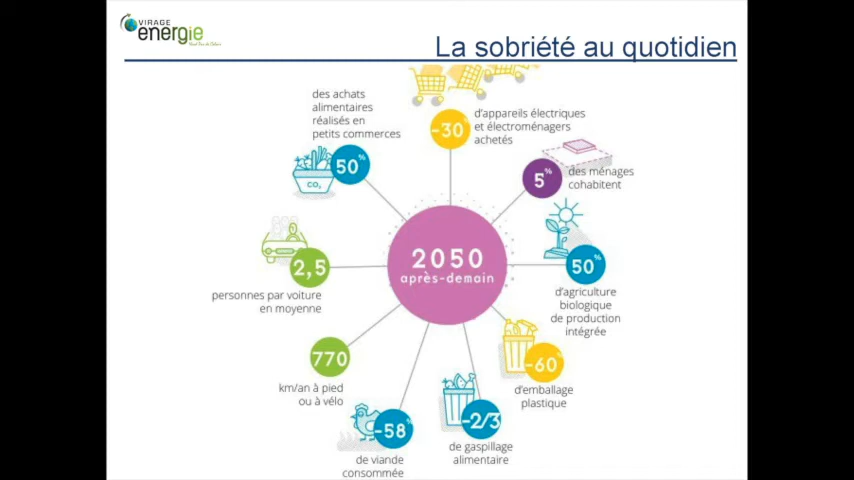 VIRAGE
énergie
La sobriété au quotidien
des achats
alimentaires
réalisés en
petits commerces
50%
-30%
d'appareils électriques
et électroménagers
achetés
5%
des ménages
cohabitent
CO₂
2,5
personnes par voiture
en moyenne
2050
après-demain
50%
d'agriculture
biologique
de production
intégrée
770
km/an à pied
ou à vélo
-60%
d'emballage
plastique
-58%
de viande
consommée
-2/3
de gaspillage
alimentaire